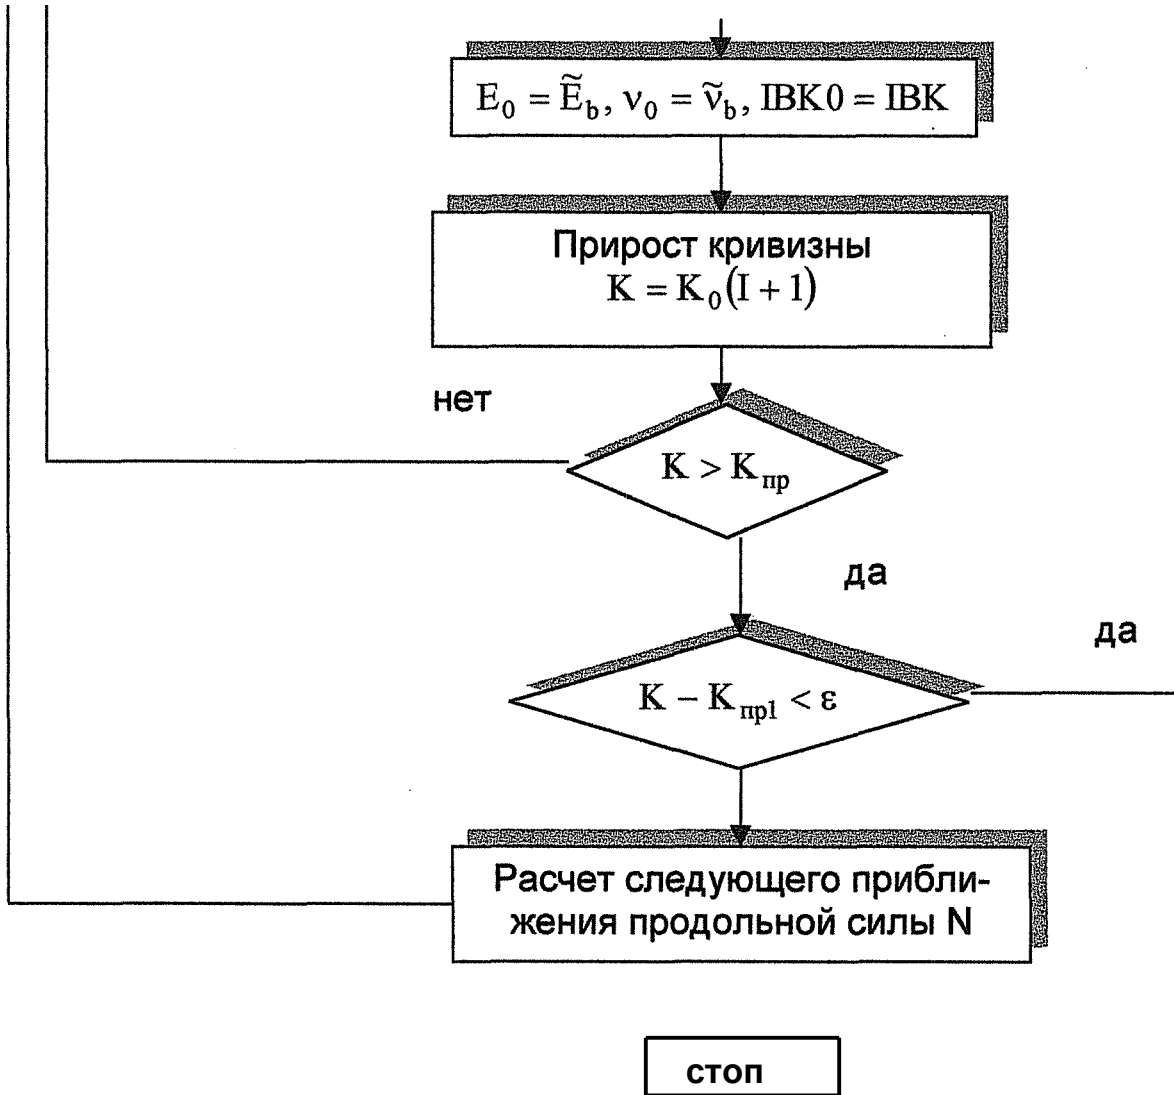 E₀ = Ẽ_b, ν₀ = ν̃_b, IBK0 = IBK
Прирост кривизны
K = K₀(I + 1)
нет
K > K_пр
да
да
K − K_пр1 < ε
Расчет следующего прибли-
жения продольной силы N
стоп